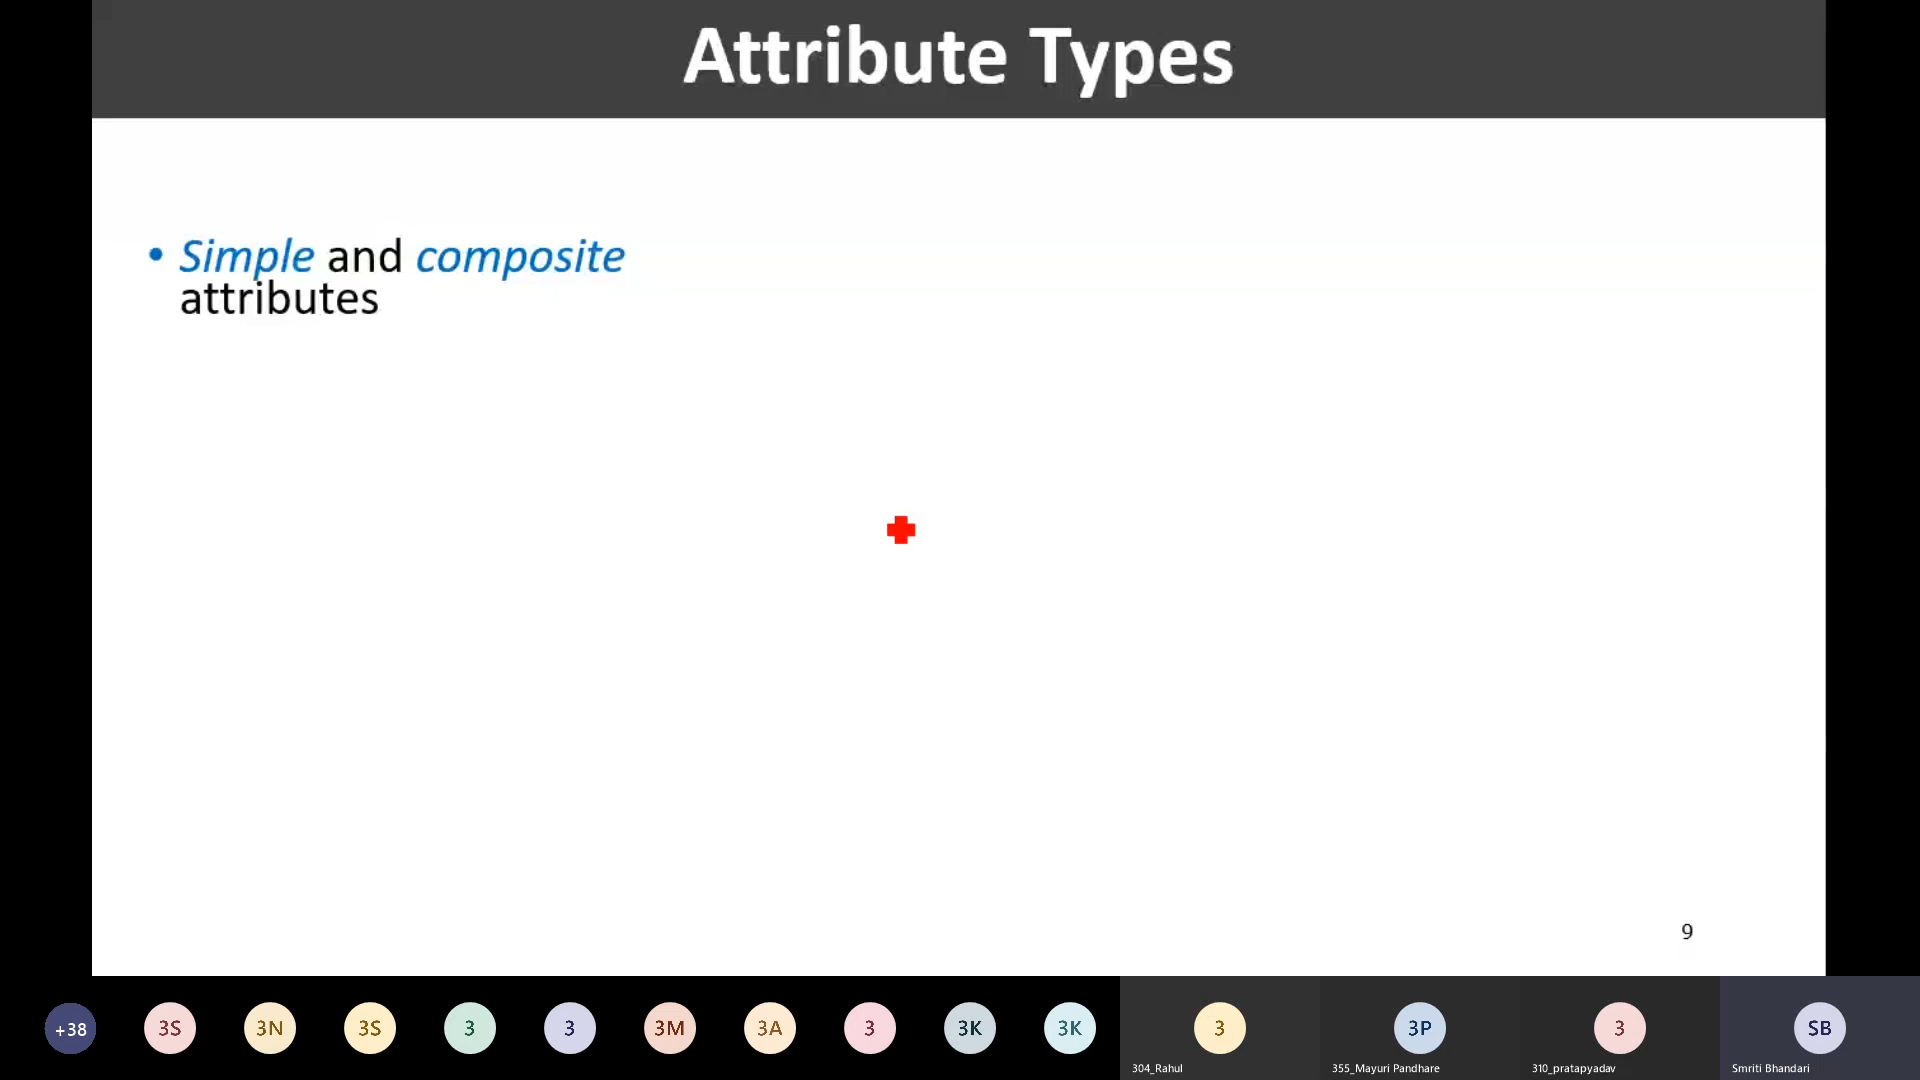 Attribute Types
• Simple and composite
attributes
9
+38 3S 3N 3S 3 3 3M 3A 3 3K 3K 3 3P 3 SB
304_Rahul 355_Mayuri Pandhare 310_pratapyadav Smriti Bhandari